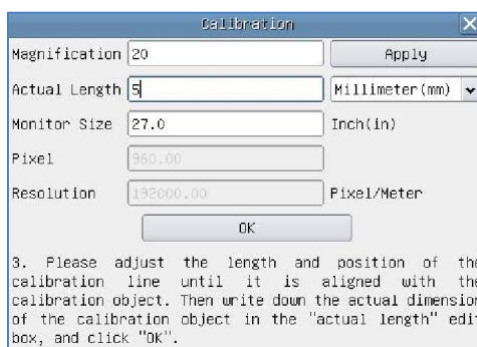 Calibration
Magnification 20 Apply
Actual Length 5 Millimeter(mm)
Monitor Size 27.0 Inch(in)
Pixel 960.00
Resolution 192000.00 Pixel/Meter
OK
3. Please adjust the length and position of the
calibration line until it is aligned with the
calibration object. Then write down the actual dimension
of the calibration object in the "actual length" edit
box, and click "OK".